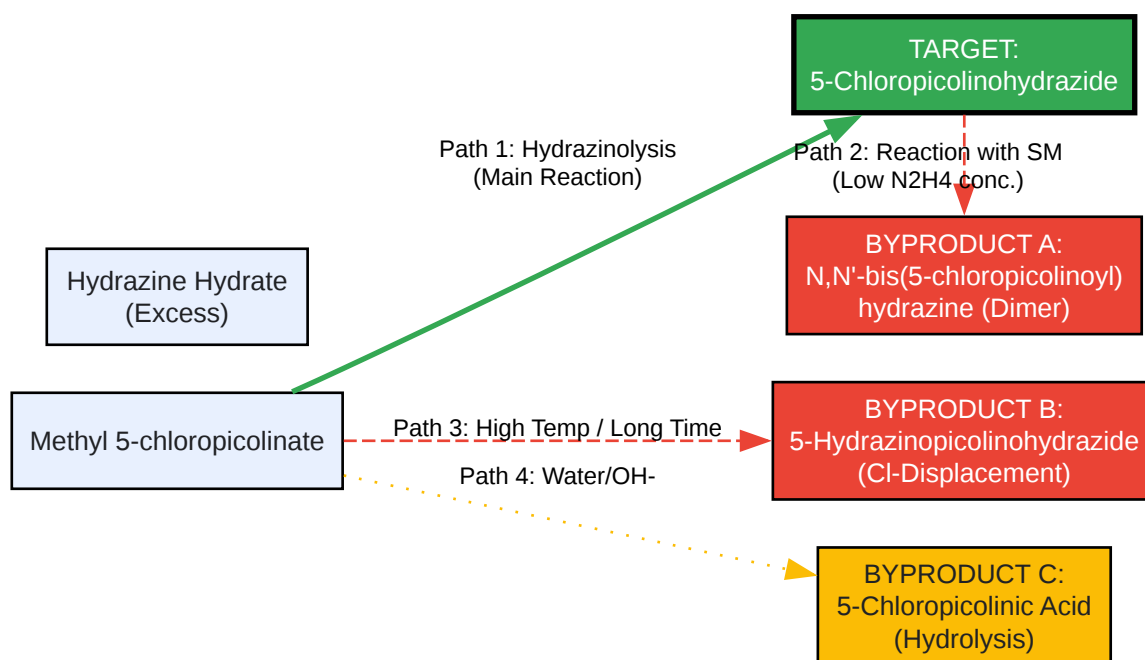 TARGET:
5-Chloropicolinohydrazide
Path 1: Hydrazinolysis
(Main Reaction)
Path 2: Reaction with SM
(Low N2H4 conc.)
BYPRODUCT A:
N,N'-bis(5-chloropicolinoyl)
hydrazine (Dimer)
Hydrazine Hydrate
(Excess)
Methyl 5-chloropicolinate
Path 3: High Temp / Long Time
BYPRODUCT B:
5-Hydrazinopicolinohydrazide
(Cl-Displacement)
Path 4: Water/OH-
BYPRODUCT C:
5-Chloropicolinic Acid
(Hydrolysis)